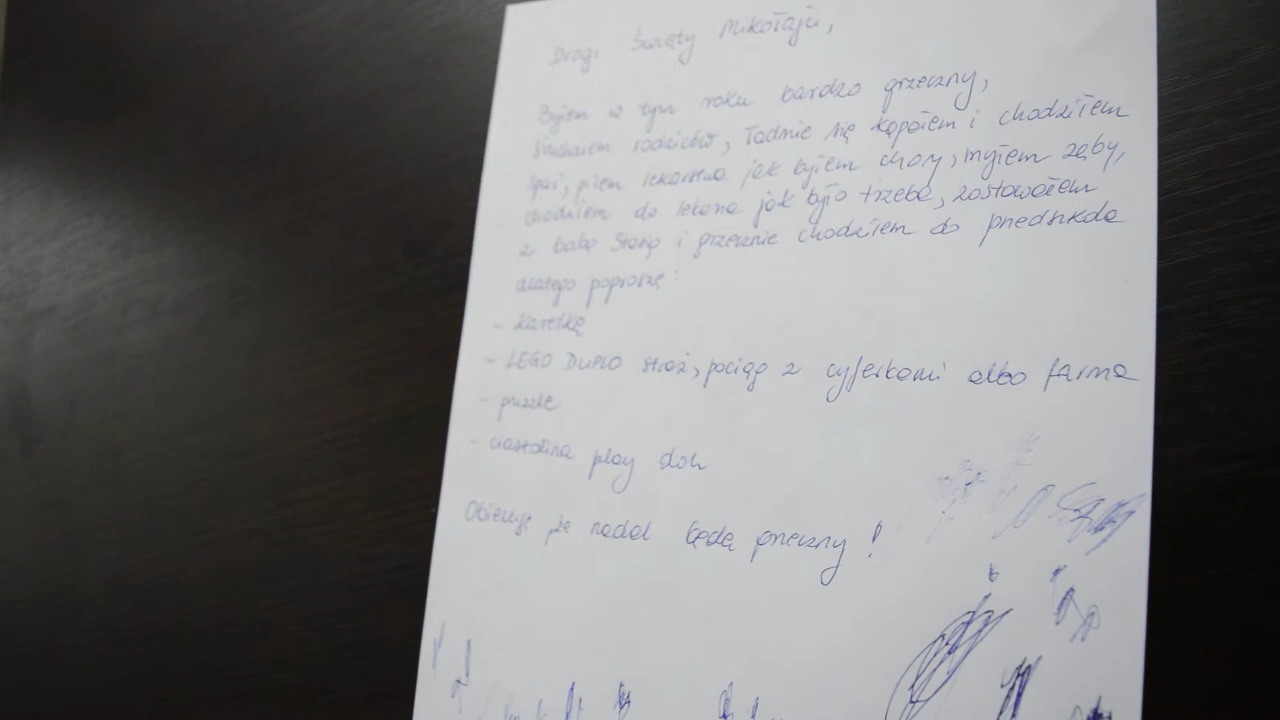 Drogi Święty Mikołaju,
Byłem w tym roku bardzo grzeczny,
słuchałem rodziców, ładnie się kąpałem i chodziłem
spać, piłem lekarstwa jak byłem chory, myłem zęby,
chodziłem do lekarza jak było trzeba, zostawałem
z babą Stasią i grzecznie chodziłem do przedszkola
dlatego poproszę:
- karetkę
- LEGO DUPLO straż, pociąg z cyferkami albo farma
- puzzle
- ciastolina play doh
Obiecuję że nadal będę grzeczny!